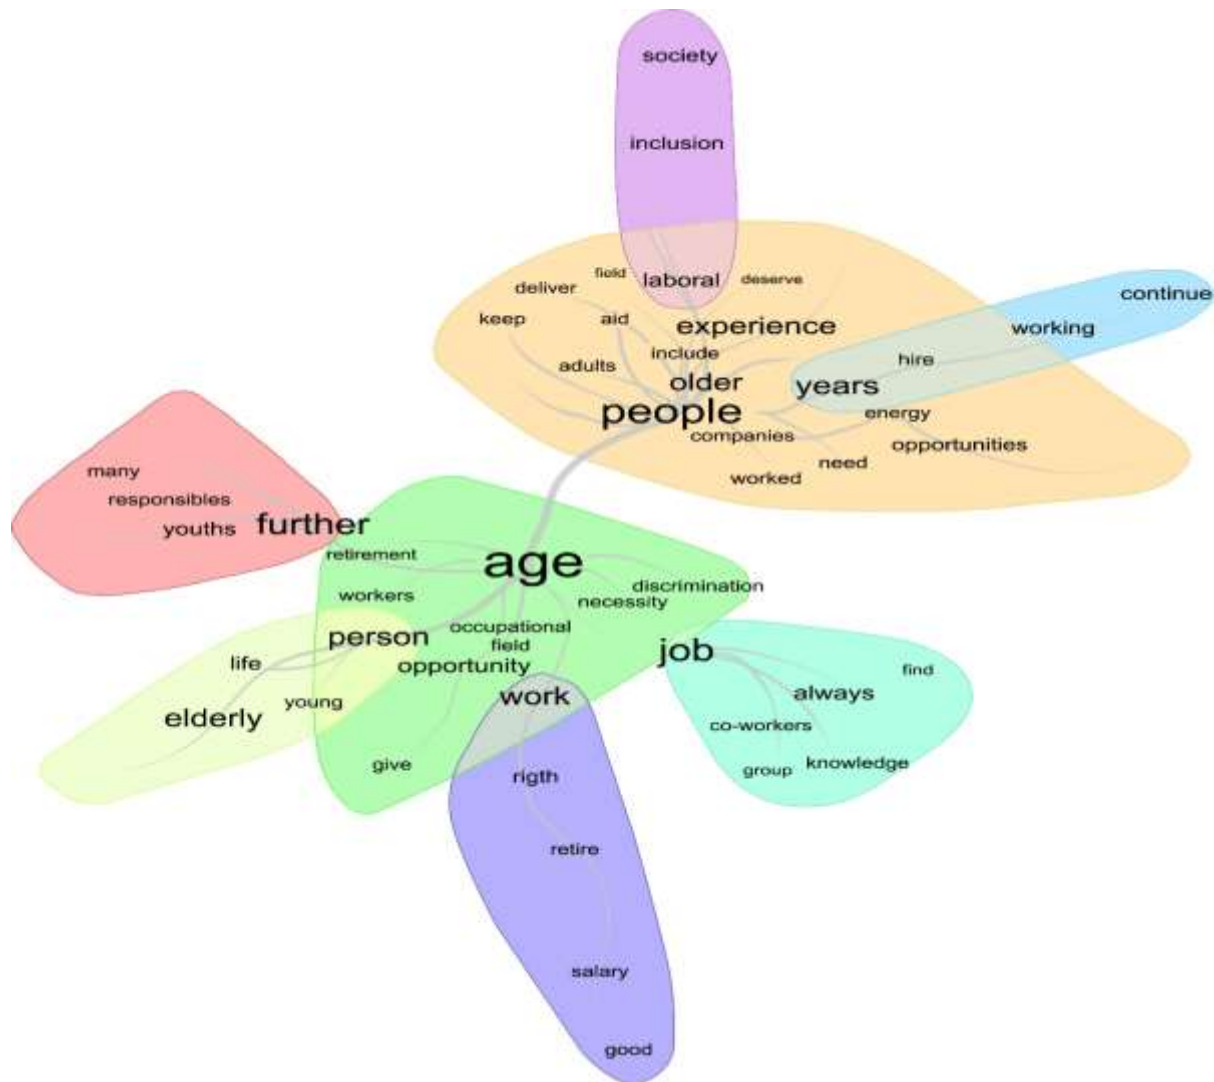 society
inclusion
field
laboral
deserve
deliver
continue
keep
aid
experience
working
include
hire
adults
older
years
people
energy
companies
opportunities
need
many
worked
responsibles
youths
further
retirement
age
discrimination
workers
necessity
occupational
person
field
job
life
opportunity
find
always
work
young
elderly
co-workers
give
knowledge
group
rigth
retire
salary
good